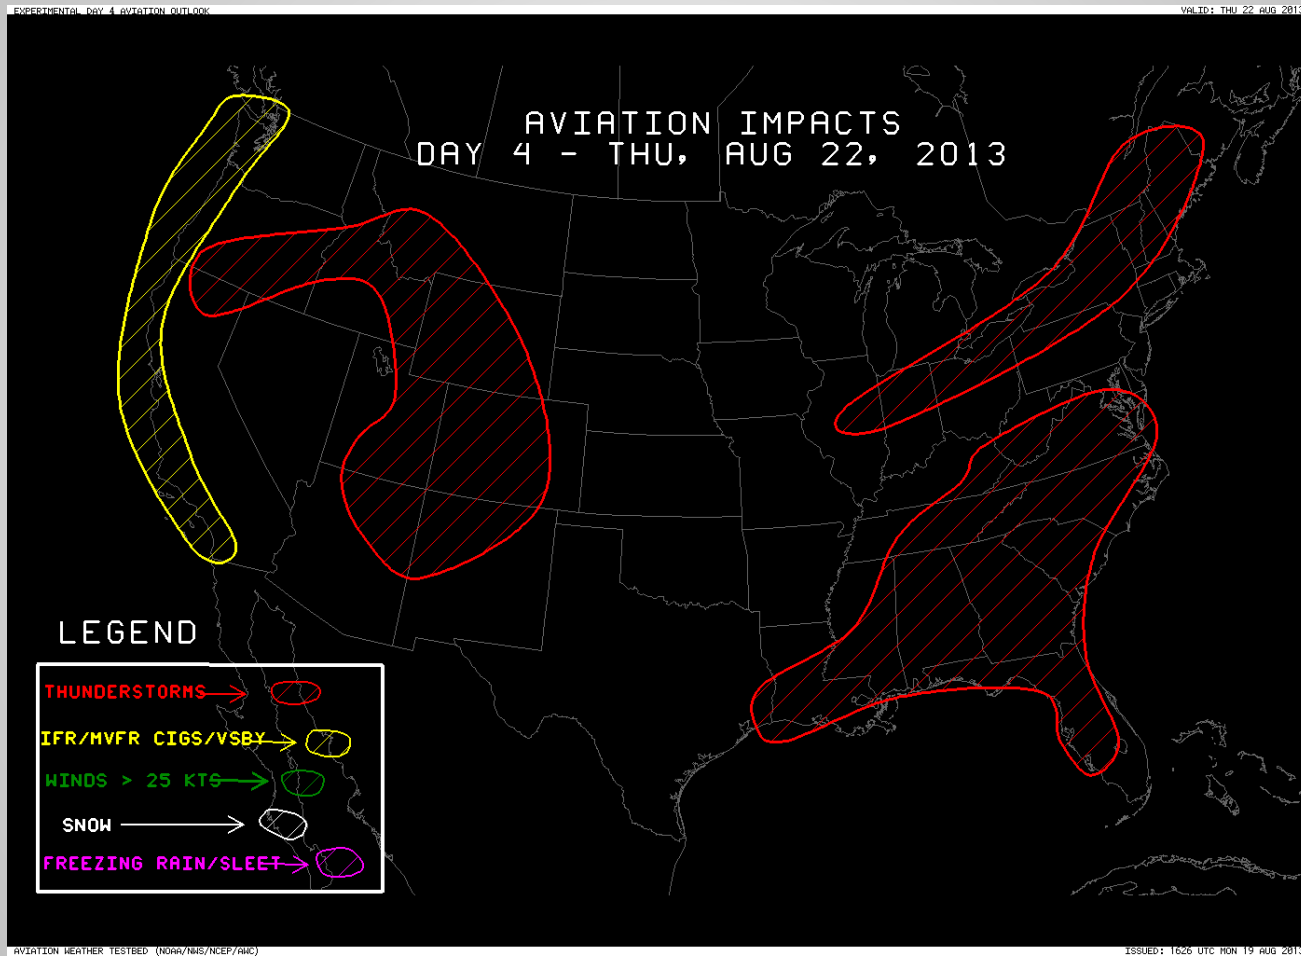 EXPERIMENTAL DAY 4 AVIATION OUTLOOK
VALID: THU 22 AUG 2013
AVIATION IMPACTS
DAY 4 - THU, AUG 22, 2013
LEGEND
THUNDERSTORMS
IFR/MVFR CIGS/VSBY
WINDS > 25 KTS
SNOW
FREEZING RAIN/SLEET
AVIATION WEATHER TESTBED (NOAA/NWS/NCEP/AWC)
ISSUED: 1626 UTC MON 19 AUG 2013